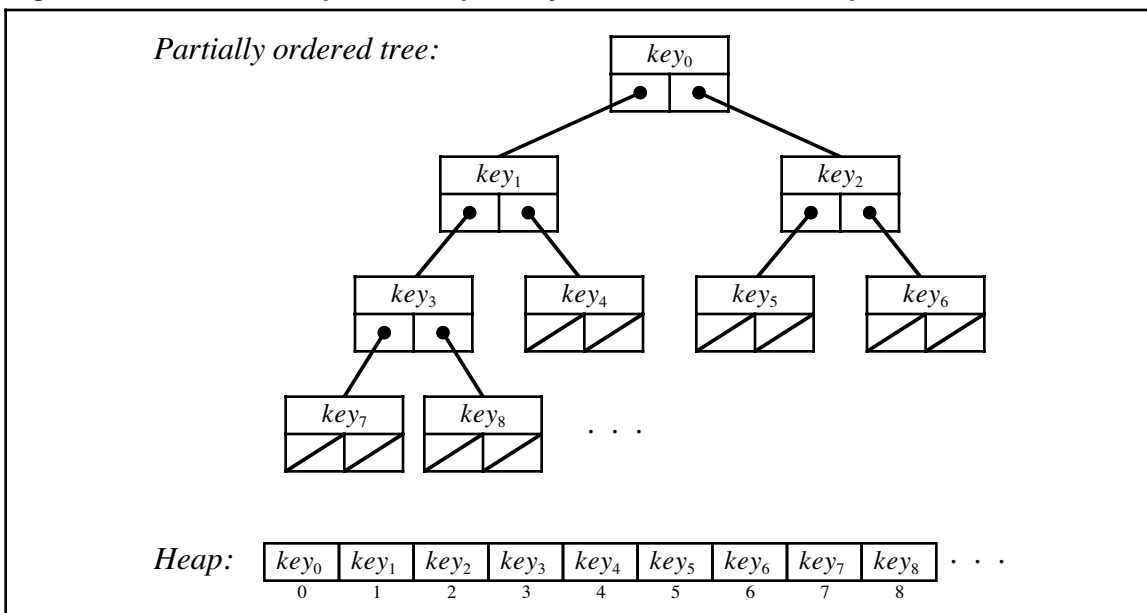 Partially ordered tree:
key₀
key₁ key₂
key₃ key₄ key₅ key₆
key₇ key₈ . . .
Heap: key₀ key₁ key₂ key₃ key₄ key₅ key₆ key₇ key₈ . . .
0 1 2 3 4 5 6 7 8